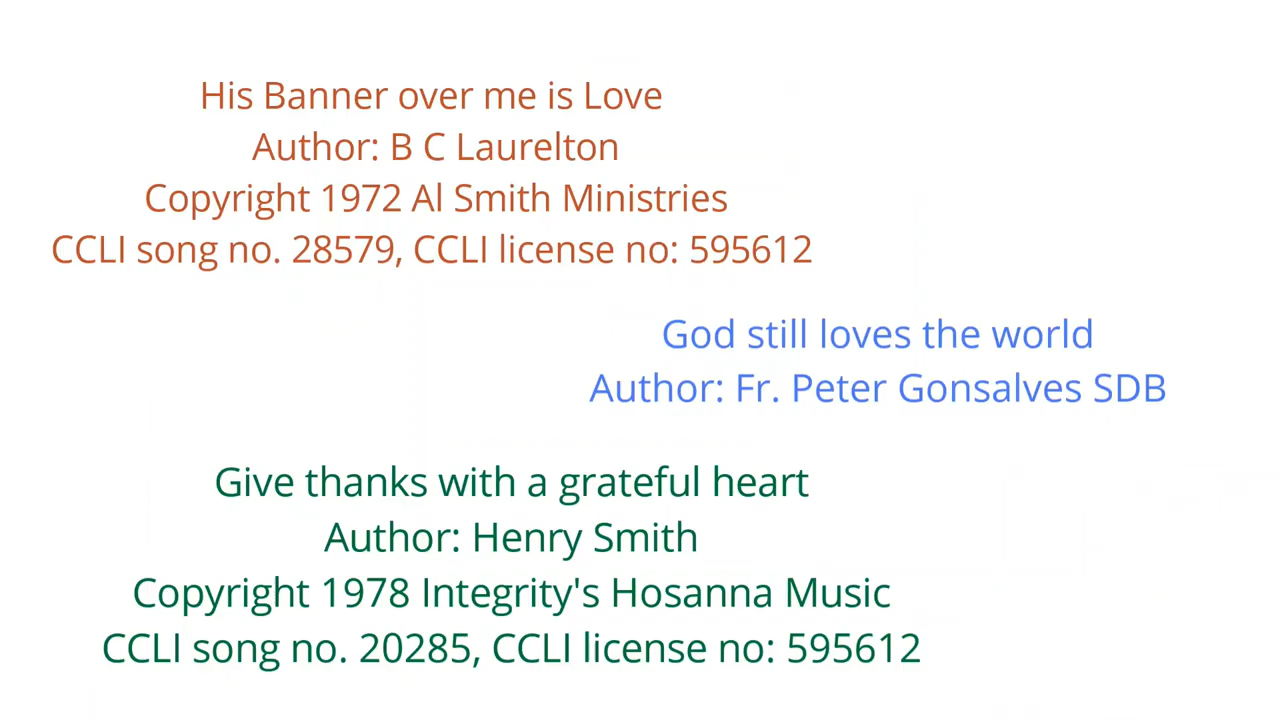 His Banner over me is Love
Author: B C Laurelton
Copyright 1972 Al Smith Ministries
CCLI song no. 28579, CCLI license no: 595612
God still loves the world
Author: Fr. Peter Gonsalves SDB
Give thanks with a grateful heart
Author: Henry Smith
Copyright 1978 Integrity's Hosanna Music
CCLI song no. 20285, CCLI license no: 595612